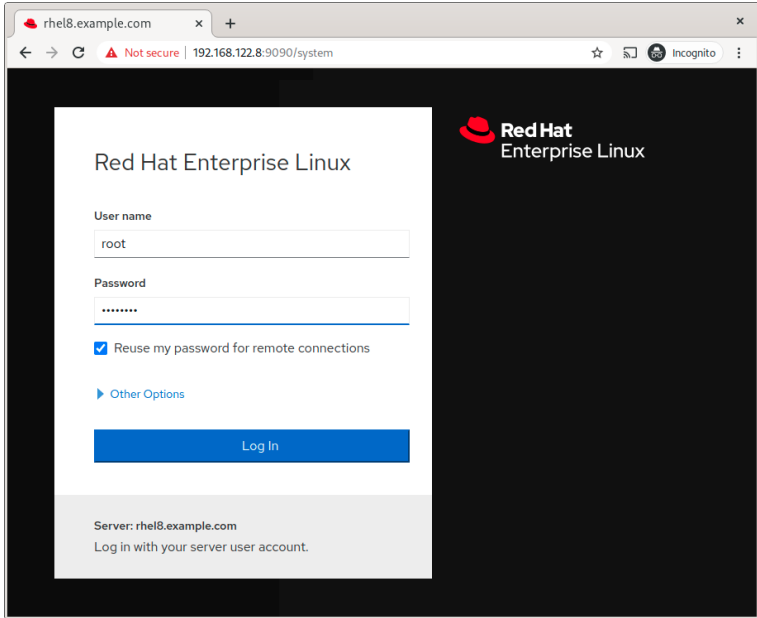 rhel8.example.com
Not secure | 192.168.122.8:9090/system
Incognito
Red Hat
Enterprise Linux
Red Hat Enterprise Linux
User name
root
Password
••••••••
Reuse my password for remote connections
Other Options
Log In
Server: rhel8.example.com
Log in with your server user account.